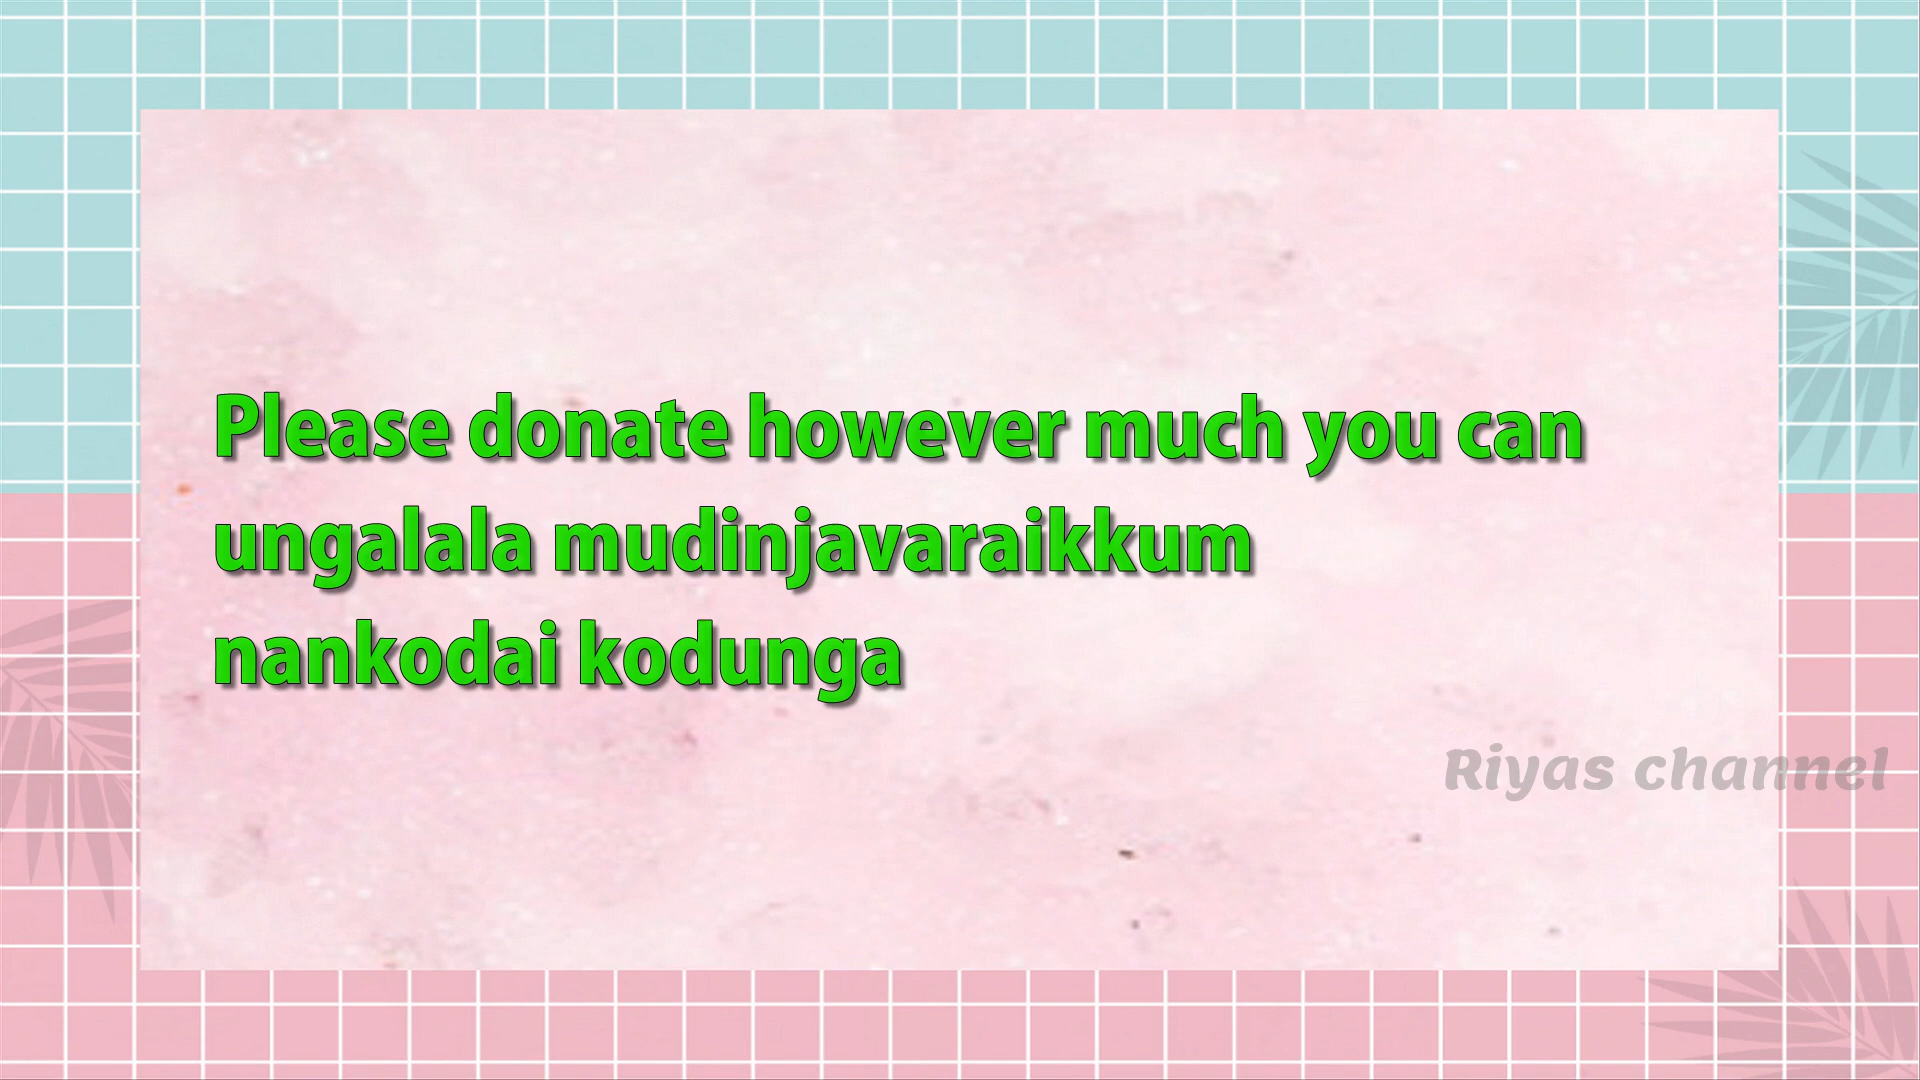 Please donate however much you can
ungalala mudinjavaraikkum
nankodai kodunga
Riyas channel